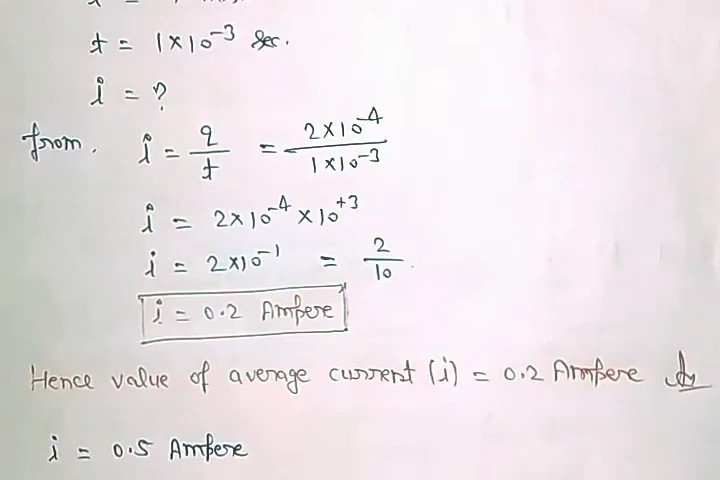 t = 1×10⁻³ Sec.
i = ?
from. i = q/t = 2×10⁻⁴/1×10⁻³
i = 2×10⁻⁴ × 10⁺³
i = 2×10⁻¹ = 2/10.
i = 0.2 Ampere
Hence value of average current (i) = 0.2 Ampere
i = 0.5 Ampere